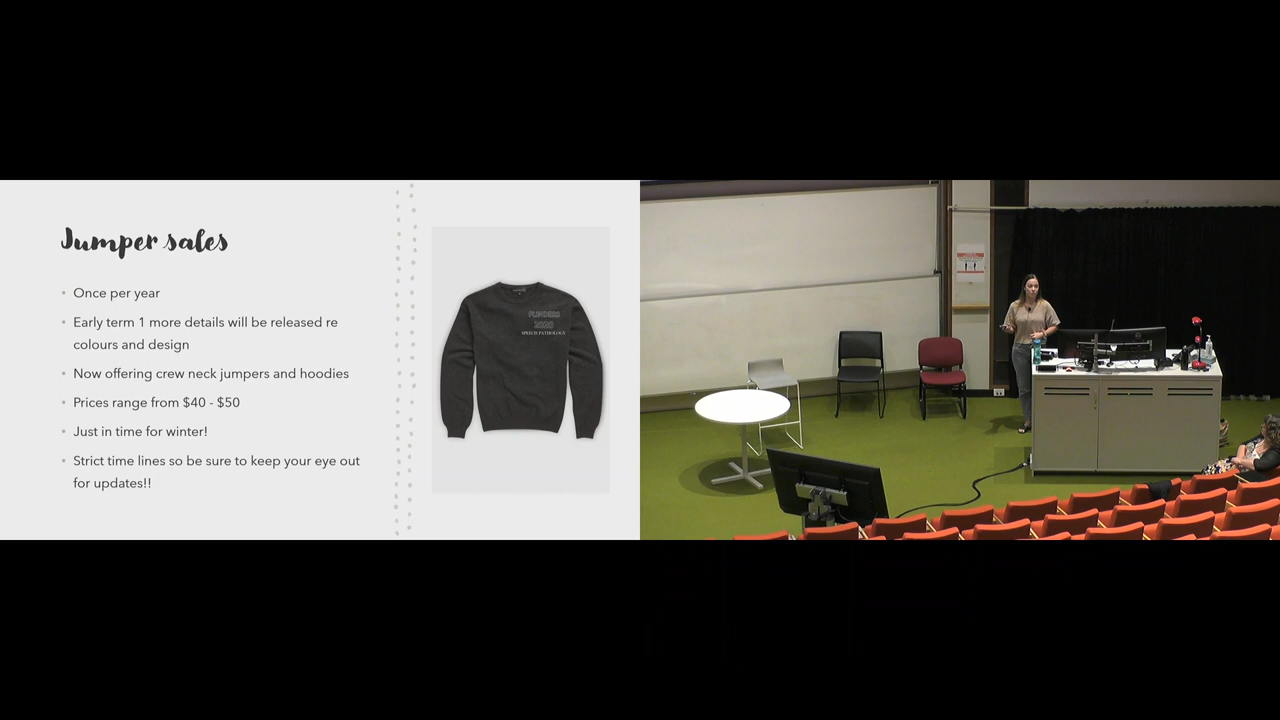 Jumper sales
Once per year
Early term 1 more details will be released re
colours and design
Now offering crew neck jumpers and hoodies
Prices range from $40 - $50
Just in time for winter!
Strict time lines so be sure to keep your eye out
for updates!!
FLINDERS
2020
SPEECH PATHOLOGY